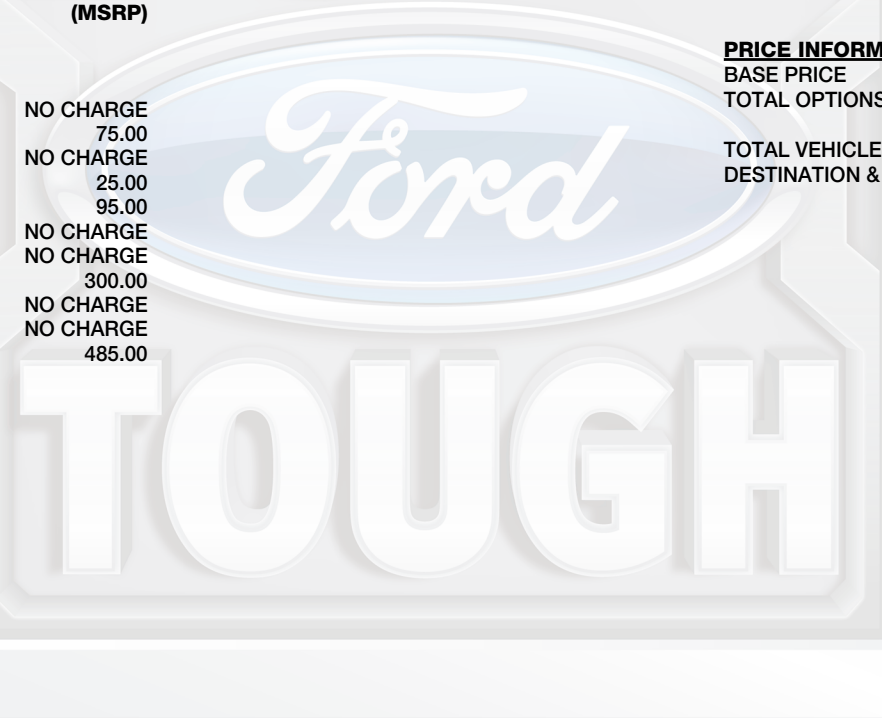 (MSRP)
NO CHARGE
75.00
NO CHARGE
25.00
95.00
NO CHARGE
NO CHARGE
300.00
NO CHARGE
NO CHARGE
485.00
PRICE INFORM
BASE PRICE
TOTAL OPTIONS
TOTAL VEHICLE
DESTINATION &
Ford
TOUGH